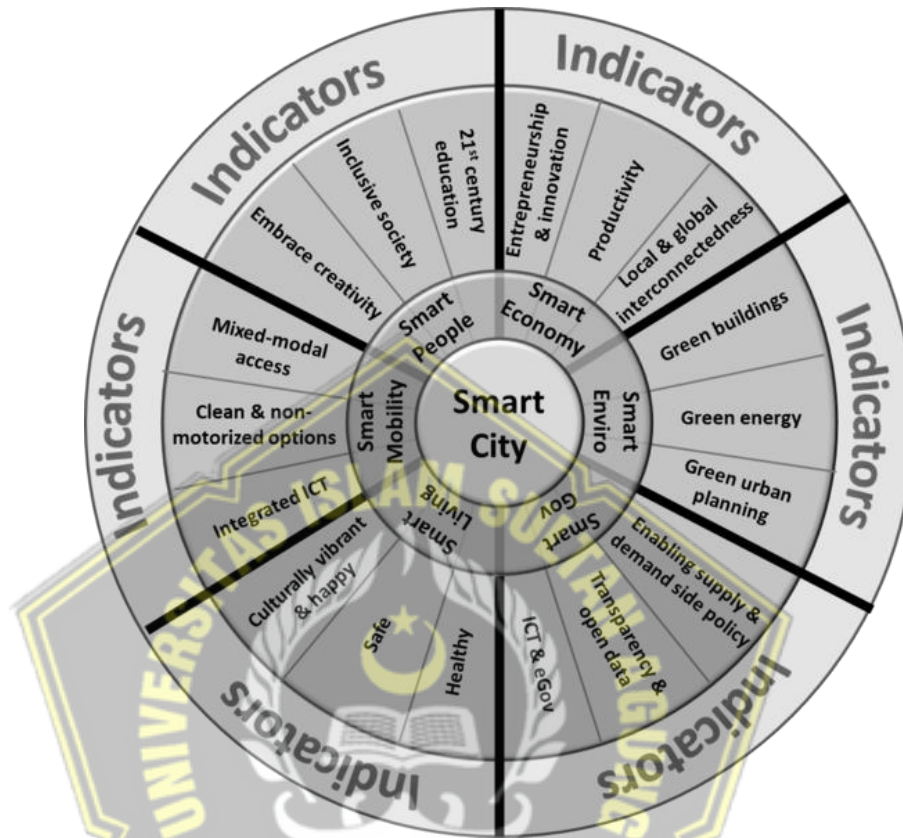 Smart
City
Smart
Economy
Entrepreneurship
& innovation
Productivity
Local & global
interconnectedness
Indicators
Smart
Enviro
Green buildings
Green energy
Green urban
planning
Indicators
Smart
Gov
Enabling supply &
demand side policy
Transparency &
open data
ICT & eGov
Indicators
Smart
Living
Healthy
Safe
Culturally vibrant
& happy
Indicators
Smart
Mobility
Integrated ICT
Clean & non-
motorized options
Mixed-modal
access
Indicators
Smart
People
Embrace creativity
Inclusive society
21st century
education
Indicators
UNIVERSITAS ISLAM SULTAN AGUNG